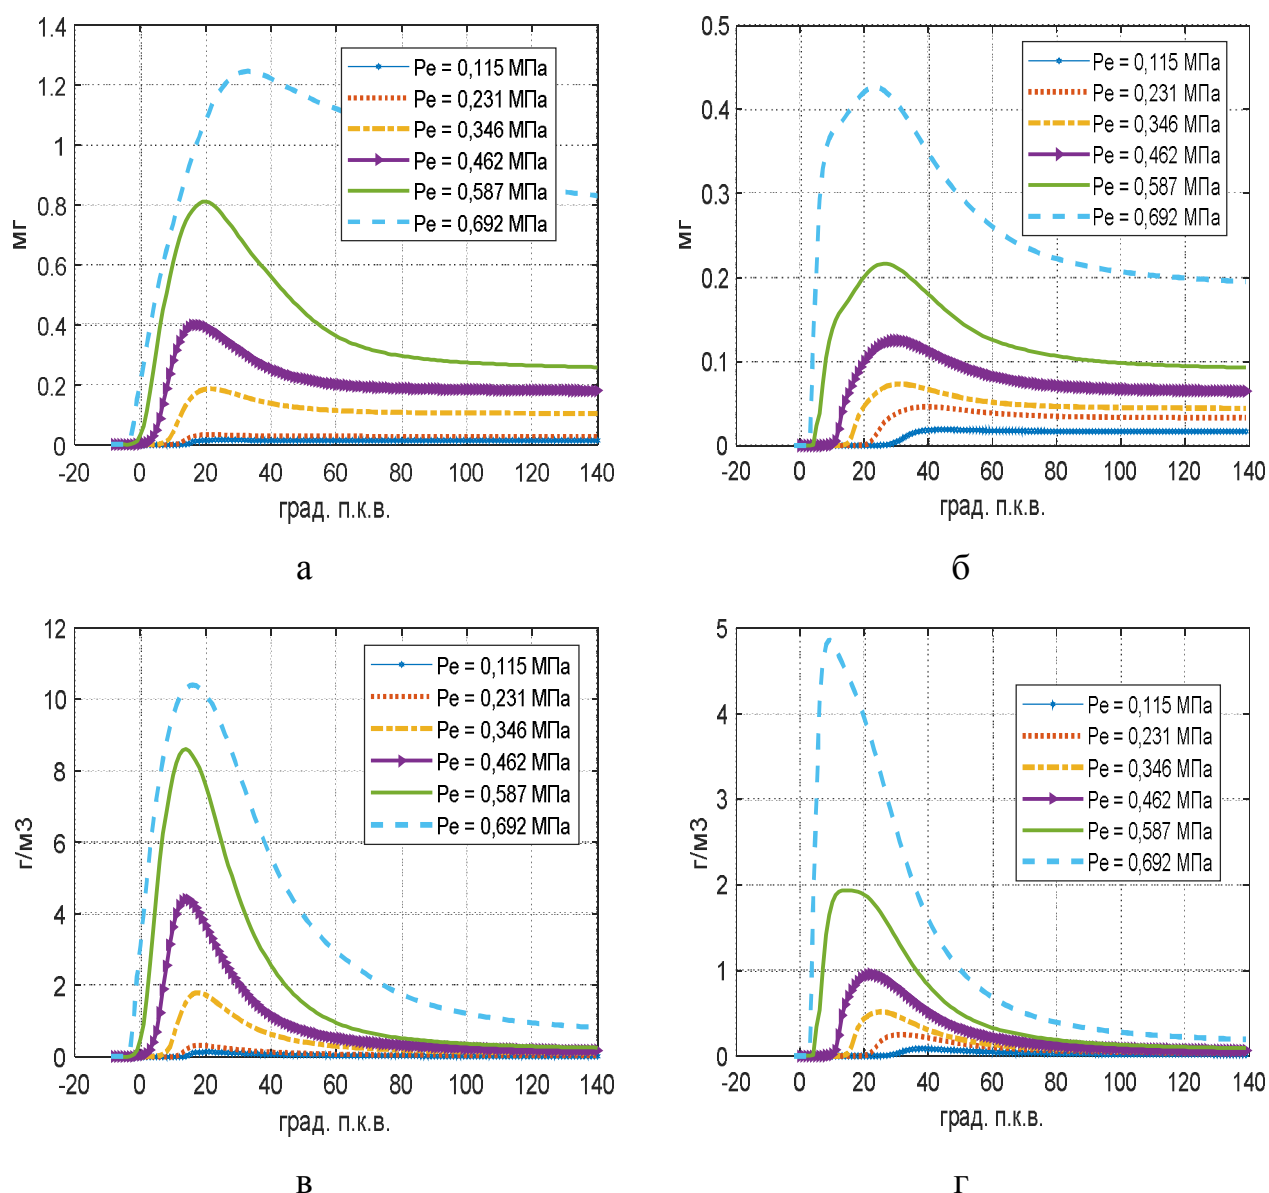 1.4
1.2
1
0.8
0.6
0.4
0.2
0
мг
-20 0 20 40 60 80 100 120 140
град. п.к.в.
Pe = 0,115 МПа
Pe = 0,231 МПа
Pe = 0,346 МПа
Pe = 0,462 МПа
Pe = 0,587 МПа
Pe = 0,692 МПа
а
0.5
0.4
0.3
0.2
0.1
0
мг
-20 0 20 40 60 80 100 120 140
град. п.к.в.
Pe = 0,115 МПа
Pe = 0,231 МПа
Pe = 0,346 МПа
Pe = 0,462 МПа
Pe = 0,587 МПа
Pe = 0,692 МПа
б
12
10
8
6
4
2
0
г/м3
-20 0 20 40 60 80 100 120 140
град. п.к.в.
Pe = 0,115 МПа
Pe = 0,231 МПа
Pe = 0,346 МПа
Pe = 0,462 МПа
Pe = 0,587 МПа
Pe = 0,692 МПа
в
5
4
3
2
1
0
г/м3
-20 0 20 40 60 80 100 120 140
град. п.к.в.
Pe = 0,115 МПа
Pe = 0,231 МПа
Pe = 0,346 МПа
Pe = 0,462 МПа
Pe = 0,587 МПа
Pe = 0,692 МПа
г